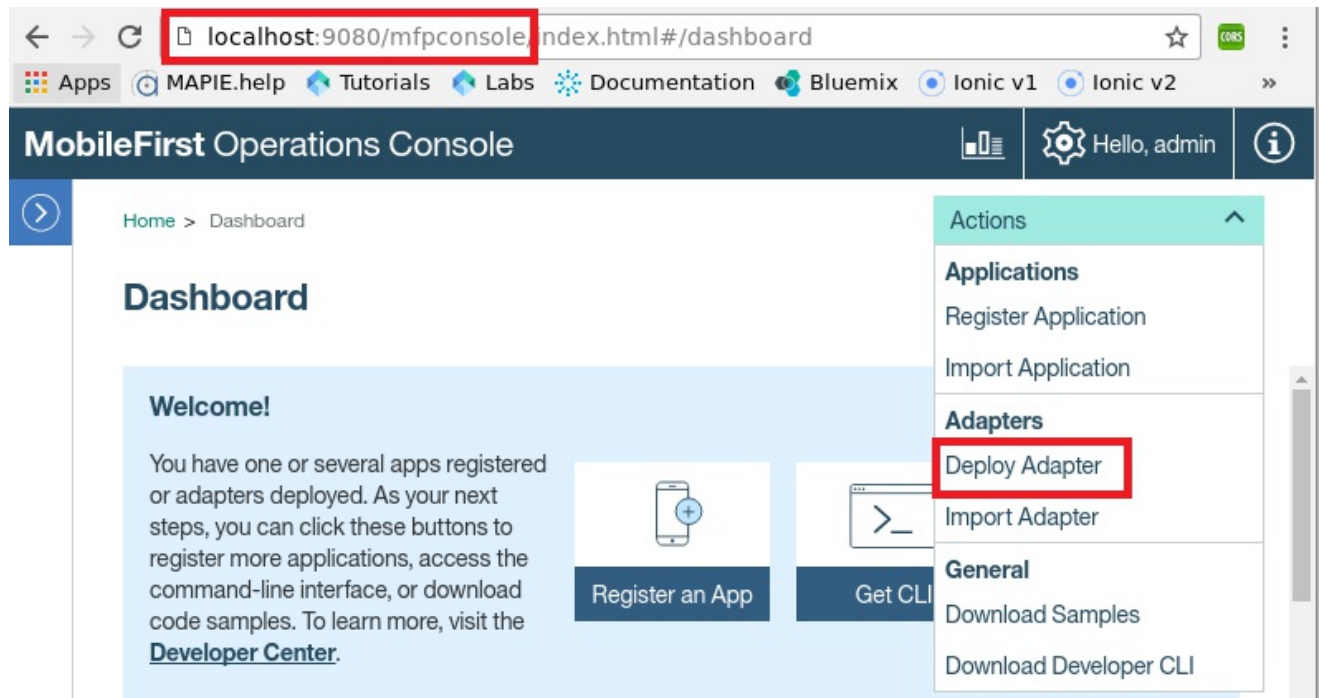 localhost:9080/mfpconsole/index.html#/dashboard
CORS
Apps MAPIE.help Tutorials Labs Documentation Bluemix Ionic v1 Ionic v2 »
MobileFirst Operations Console
Hello, admin
Home > Dashboard
Actions
Dashboard
Applications
Register Application
Import Application
Adapters
Deploy Adapter
Import Adapter
General
Download Samples
Download Developer CLI
Welcome!
You have one or several apps registered
or adapters deployed. As your next
steps, you can click these buttons to
register more applications, access the
command-line interface, or download
code samples. To learn more, visit the
Developer Center.
Register an App
Get CLI